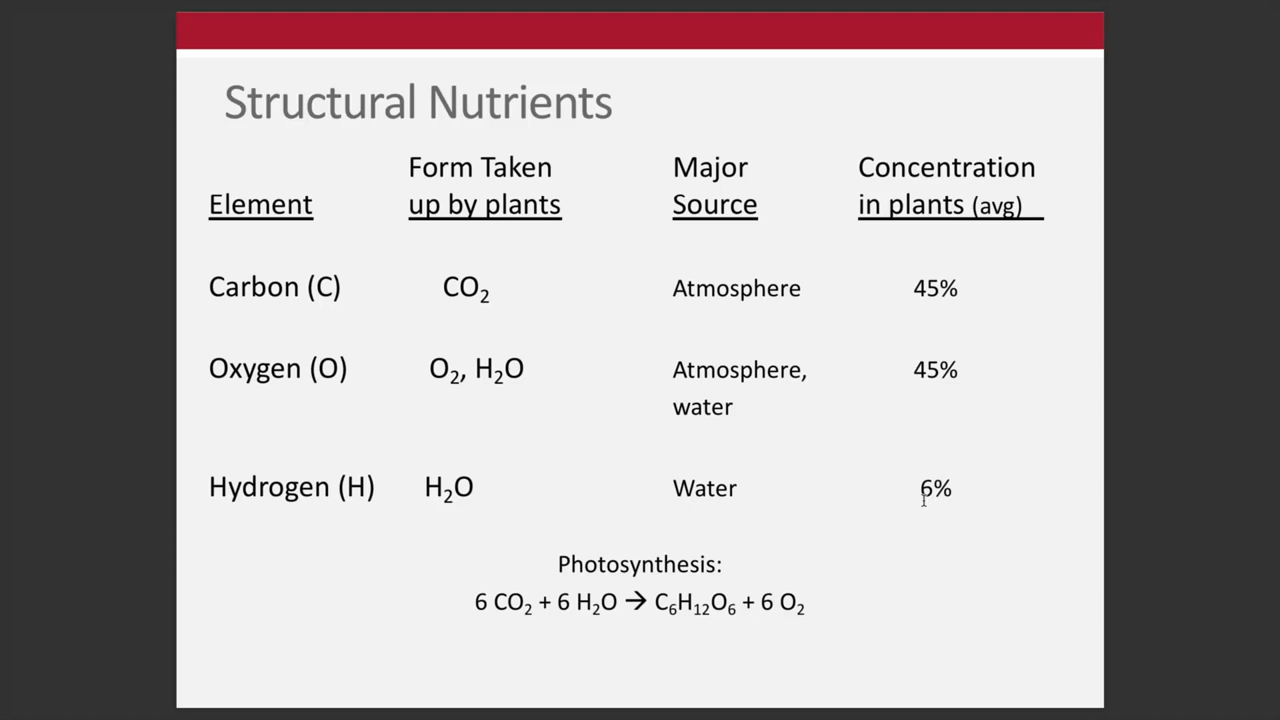 Structural Nutrients
Element Form Taken up by plants Major Source Concentration in plants (avg)
Carbon (C) CO₂ Atmosphere 45%
Oxygen (O) O₂, H₂O Atmosphere, water 45%
Hydrogen (H) H₂O Water 6%
Photosynthesis:
6 CO₂ + 6 H₂O → C₆H₁₂O₆ + 6 O₂